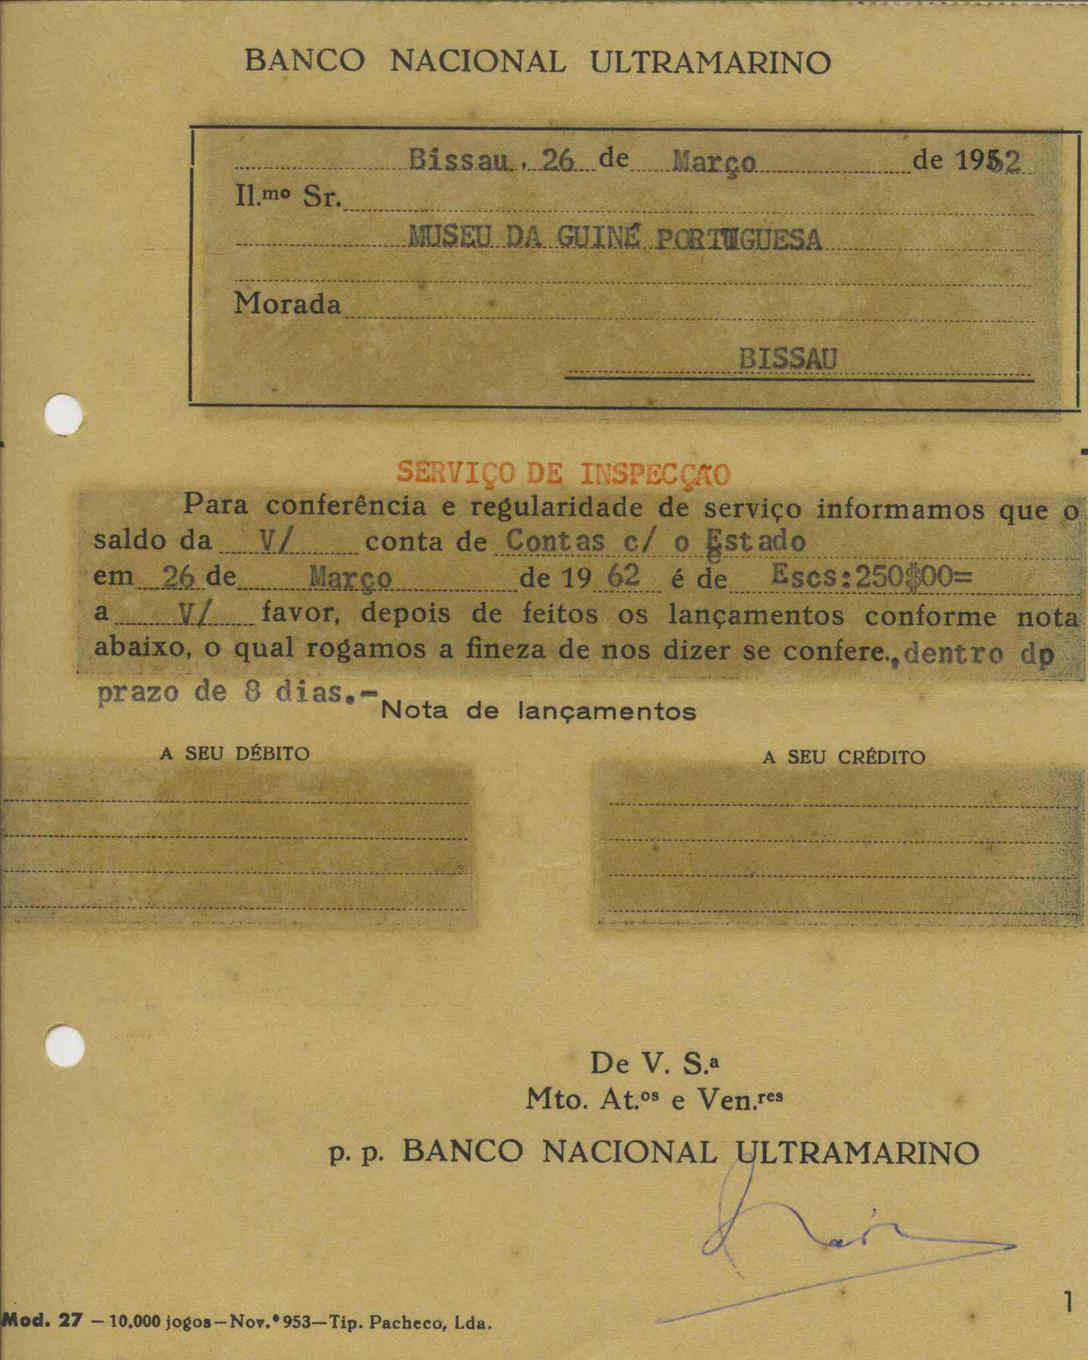 BANCO NACIONAL ULTRAMARINO
Bissau, 26 de Março de 1962
Il.mo Sr.
MUSEU DA GUINÉ PORTUGUESA
Morada
BISSAU
SERVIÇO DE INSPECÇÃO
Para conferência e regularidade de serviço informamos que o
saldo da V/ conta de Contas c/ o Estado
em 26 de Março de 19 62 é de Escs:250$00=
a V/ favor, depois de feitos os lançamentos conforme nota
abaixo, o qual rogamos a fineza de nos dizer se confere.,dentro dp
prazo de 8 dias.-
Nota de lançamentos
A SEU DÉBITO
A SEU CRÉDITO
De V. S.a
Mto. At.os e Ven.res
p. p. BANCO NACIONAL ULTRAMARINO
Mod. 27 – 10.000 jogos–Nov.º 953–Tip. Pacheco, Lda.
1